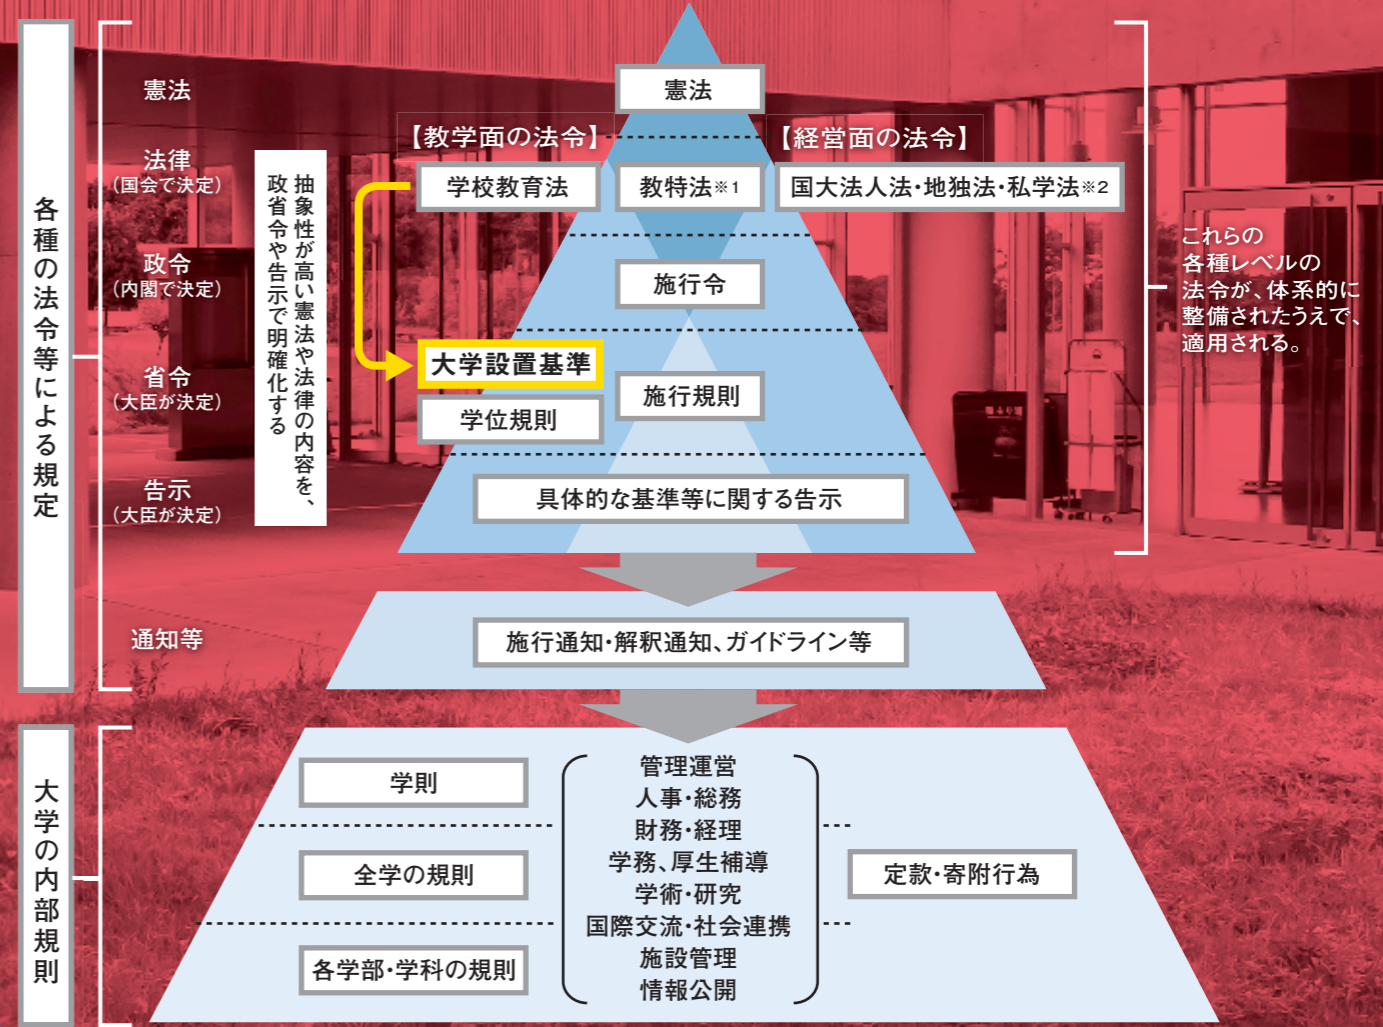 各種の法令等による規定
憲法
法律
（国会で決定）
政令
（内閣で決定）
省令
（大臣が決定）
告示
（大臣が決定）
通知等
抽象性が高い憲法や法律の内容を、
政省令や告示で明確化する
憲法
【教学面の法令】
【経営面の法令】
学校教育法
教特法※1
国大法人法・地独法・私学法※2
施行令
大学設置基準
学位規則
施行規則
具体的な基準等に関する告示
これらの
各種レベルの
法令が、体系的に
整備されたうえで、
適用される。
施行通知・解釈通知、ガイドライン等
大学の内部規則
学則
全学の規則
各学部・学科の規則
管理運営
人事・総務
財務・経理
学務、厚生補導
学術・研究
国際交流・社会連携
施設管理
情報公開
定款・寄附行為